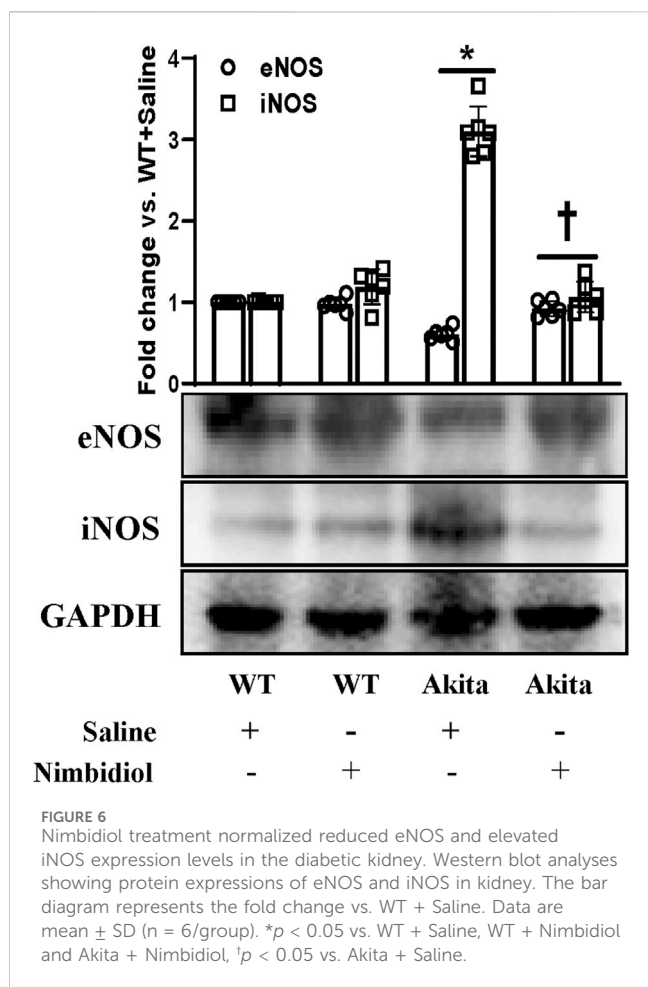 Fold change vs. WT+Saline
4
3
2
1
0
eNOS
iNOS
*
†
eNOS
iNOS
GAPDH
WT WT Akita Akita
Saline + - + -
Nimbidiol - + - +
FIGURE 6
Nimbidiol treatment normalized reduced eNOS and elevated
iNOS expression levels in the diabetic kidney. Western blot analyses
showing protein expressions of eNOS and iNOS in kidney. The bar
diagram represents the fold change vs. WT + Saline. Data are
mean ± SD (n = 6/group). *p < 0.05 vs. WT + Saline, WT + Nimbidiol
and Akita + Nimbidiol, †p < 0.05 vs. Akita + Saline.